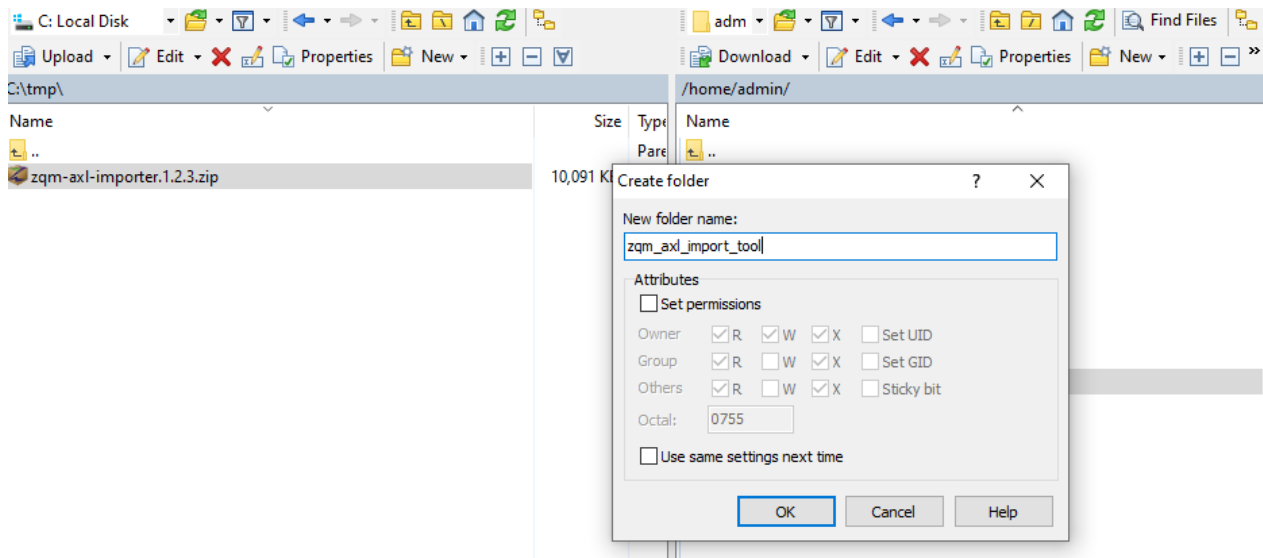 C: Local Disk
Upload Edit Properties New
C:\tmp\
Name Size Type
..
zqm-axl-importer.1.2.3.zip 10,091 KB
adm Find Files
Download Edit Properties New »
/home/admin/
Name
..
Create folder ? X
New folder name:
zqm_axl_import_tool
Attributes
Set permissions
Owner R W X Set UID
Group R W X Set GID
Others R W X Sticky bit
Octal: 0755
Use same settings next time
OK Cancel Help